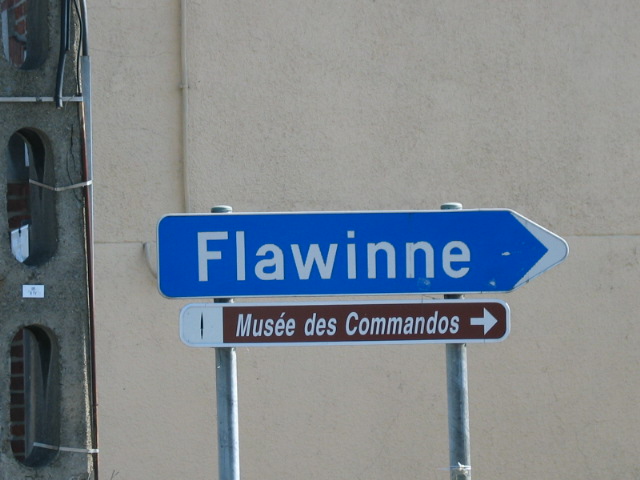 Flawinne
Musée des Commandos